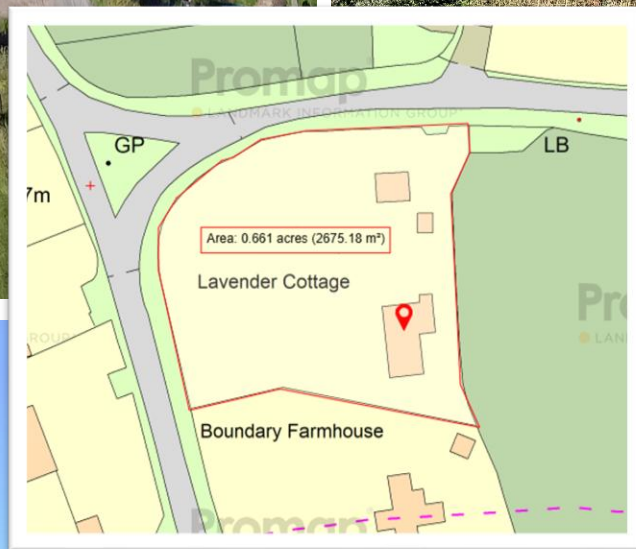 Promap
LANDMARK INFORMATION GROUP
GP
LB
7m
Area: 0.661 acres (2675.18 m²)
Lavender Cottage
Pro
ROUP
LAN
Boundary Farmhouse
Promap